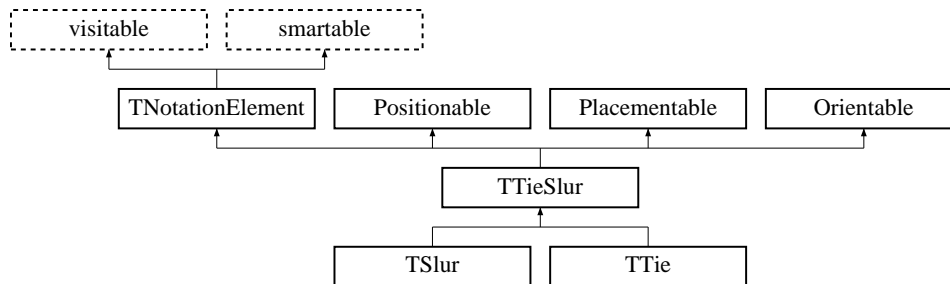 visitable smartable
TNotationElement Positionable Placementable Orientable
TTieSlur
TSlur TTie